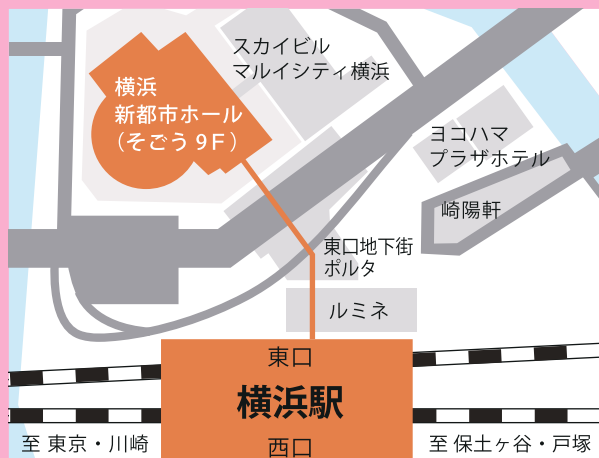 スカイビル
マルイシティ横浜
横浜
新都市ホール
(そごう9F)
ヨコハマ
プラザホテル
崎陽軒
東口地下街
ポルタ
ルミネ
東口
横浜駅
西口
至 東京・川崎
至 保土ヶ谷・戸塚